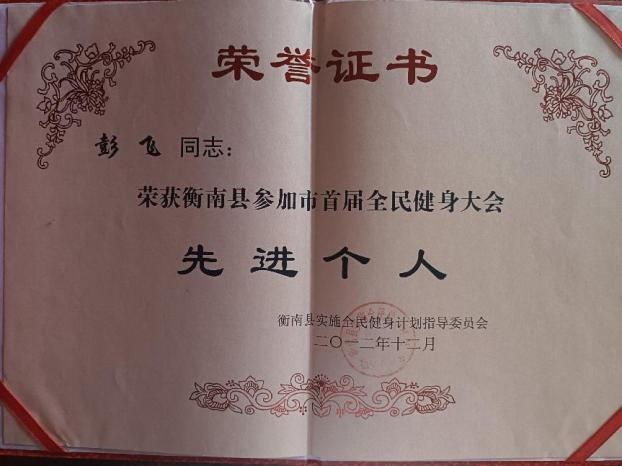 荣誉证书
彭飞 同志：
荣获衡南县参加市首届全民健身大会
先进个人
衡南县实施全民健身计划指导委员会
二〇一二年十二月